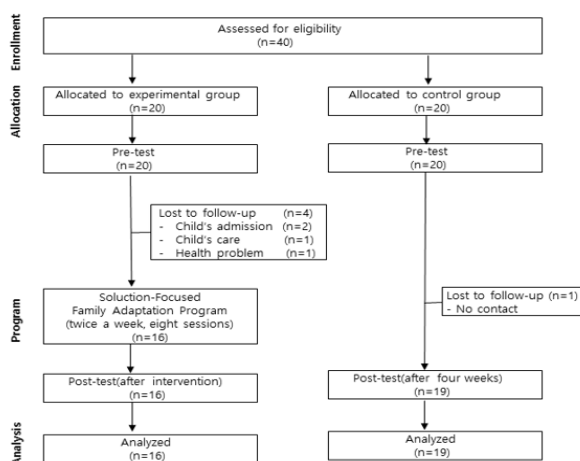 Enrollment
Assessed for eligibility
(n=40)
Allocation
Allocated to experimental group
(n=20)
Allocated to control group
(n=20)
Pre-test
(n=20)
Pre-test
(n=20)
Lost to follow-up (n=4)
- Child's admission (n=2)
- Child's care (n=1)
- Health problem (n=1)
Program
Soluction-Focused
Family Adaptation Program
(twice a week, eight sessions)
(n=16)
Lost to follow-up (n=1)
- No contact
Post-test(after intervention)
(n=16)
Post-test(after four weeks)
(n=19)
Analysis
Analyzed
(n=16)
Analyzed
(n=19)